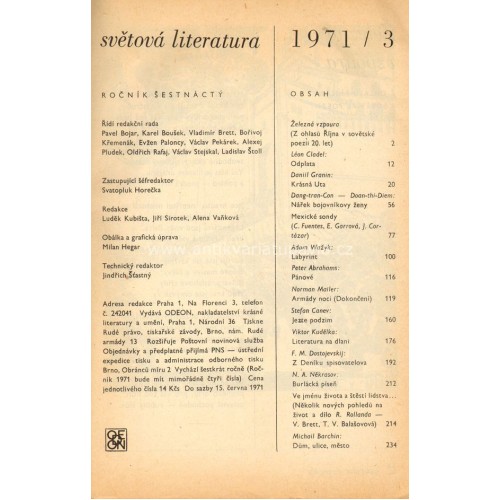 světová literatura
ROČNÍK ŠESTNÁCTÝ
Řídí redakční rada
Pavel Bojar, Karel Boušek, Vladimír Brett, Bořivoj
Křemenák, Evžen Paloncy, Václav Pekárek, Alexej
Pludek, Oldřich Rafaj, Václav Stejskal, Ladislav Štoll
Zastupující šéfredaktor
Svatopluk Horečka
Redakce
Luděk Kubišta, Jiří Sirotek, Alena Vaňková
Obálka a grafická úprava
Milan Hegar
Technický redaktor
Jindřich Šťastný
Adresa redakce Praha 1, Na Florenci 3, telefon
č. 242041 Vydává ODEON, nakladatelství krásné
literatury a umění, Praha 1, Národní 36 Tiskne
Rudé právo, tiskařské závody, Brno, nám. Rudé
armády 13 Rozšiřuje Poštovní novinová služba
Objednávky a předplatné přijímá PNS — ústřední
expedice tisku a administrace odborného tisku
Brno, Obránců míru 2 Vychází šestkrát ročně (Roč-
ník 1971 bude mít mimořádně čtyři čísla) Cena
jednotlivého čísla 14 Kčs Do sazby 15. června 1971
ODEON
1971 / 3
OBSAH
Železná vzpoura
(Z ohlasů Října v sovětské
poezii 20. let) 2
Léon Cladel:
Odplata 12
Daniil Granin:
Krásná Uta 20
Dang-tran-Con — Doan-thi-Diem:
Nářek bojovníkovy ženy 56
Mexické sondy
(C. Fuentes, E. Garrová, J. Cor-
tázar) 77
Adam Ważyk:
Labyrint 100
Peter Abrahams:
Pánové 116
Norman Mailer:
Armády noci (Dokončení) 119
Stefan Canev:
Jeste podzim 160
Viktor Kudělka:
Literatura na dlani 176
F. M. Dostojevskij:
Z Deníku spisovatelova 192
N. A. Někrasov:
Burlácká píseň 212
Ve jménu života a štěstí lidstva...
(Několik nových pohledů na
život a dílo R. Rollanda —
V. Brett, T. V. Balašovová) 214
Michail Barchin:
Dům, ulice, město 234